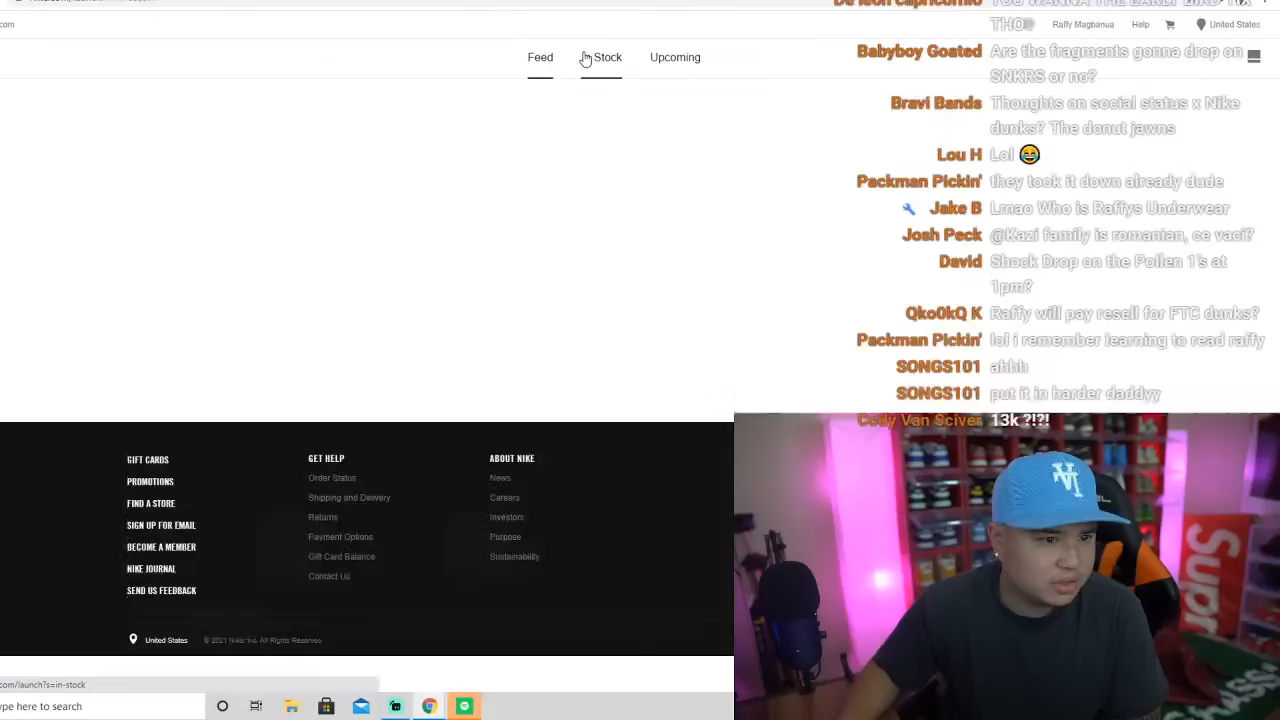 THO
Raffy Magbanua Help United States
com
Feed Stock Upcoming
Babyboy Goated Are the fragments gonna drop on
SNKRS or no?
Bravi Bands Thoughts on social status x Nike
dunks? The donut jawns
Lou H Lol 😂
Packman Pickin' they took it down already dude
Jake B Lmao Who is Raffys Underwear
Josh Peck @Kazi family is romanian, ce vaci?
David Shock Drop on the Pollen 1's at
1pm?
Qko0kQ K Raffy will pay resell for FTC dunks?
Packman Pickin' lol i remember learning to read raffy
SONGS101 ahhh
SONGS101 put it in harder daddyy
Cody Van Sciver 13k ?!?!
GIFT CARDS
PROMOTIONS
FIND A STORE
SIGN UP FOR EMAIL
BECOME A MEMBER
NIKE JOURNAL
SEND US FEEDBACK
GET HELP
Order Status
Shipping and Delivery
Returns
Payment Options
Gift Card Balance
Contact Us
ABOUT NIKE
News
Careers
Investors
Purpose
Sustainability
United States © 2021 Nike, Inc. All Rights Reserved
com/launch?s=in-stock
ype here to search